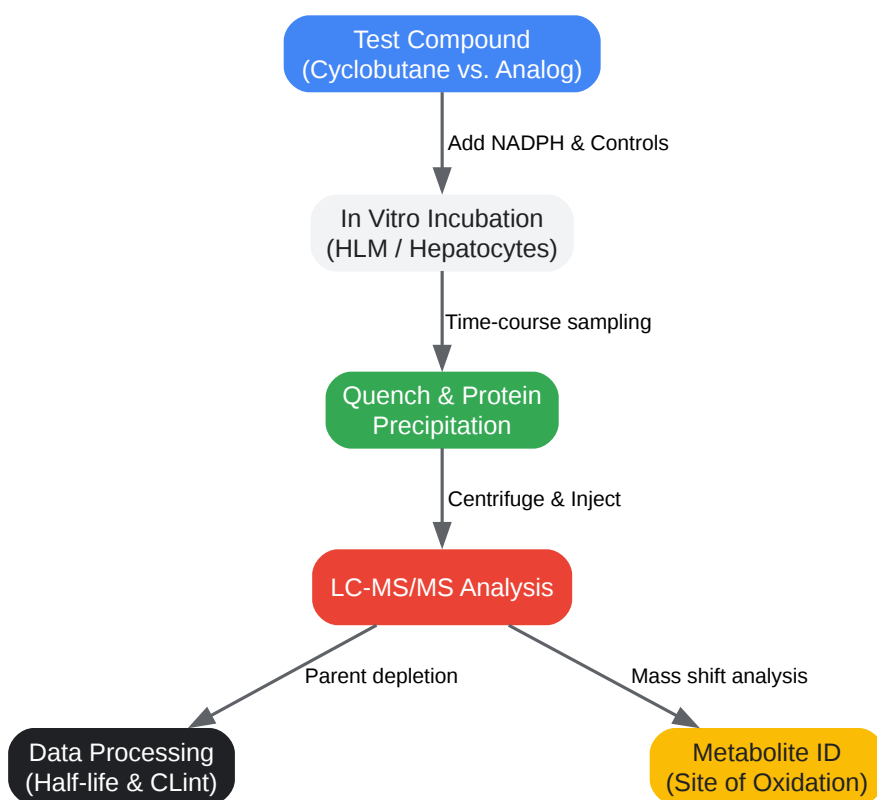 Test Compound
(Cyclobutane vs. Analog)
Add NADPH & Controls
In Vitro Incubation
(HLM / Hepatocytes)
Time-course sampling
Quench & Protein
Precipitation
Centrifuge & Inject
LC-MS/MS Analysis
Parent depletion
Mass shift analysis
Data Processing
(Half-life & CLint)
Metabolite ID
(Site of Oxidation)